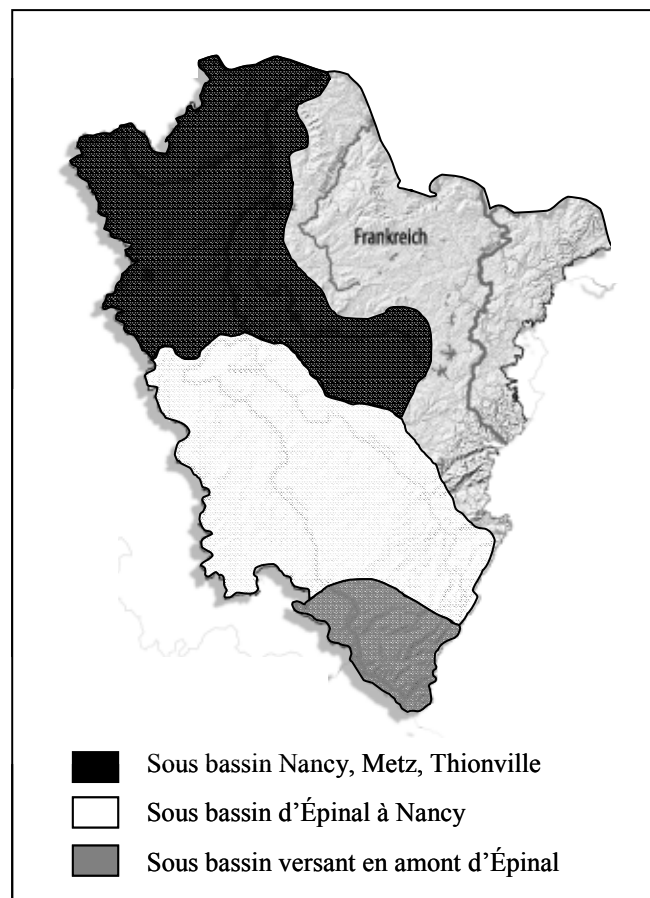 Frankreich
Sous bassin Nancy, Metz, Thionville
Sous bassin d'Épinal à Nancy
Sous bassin versant en amont d'Épinal